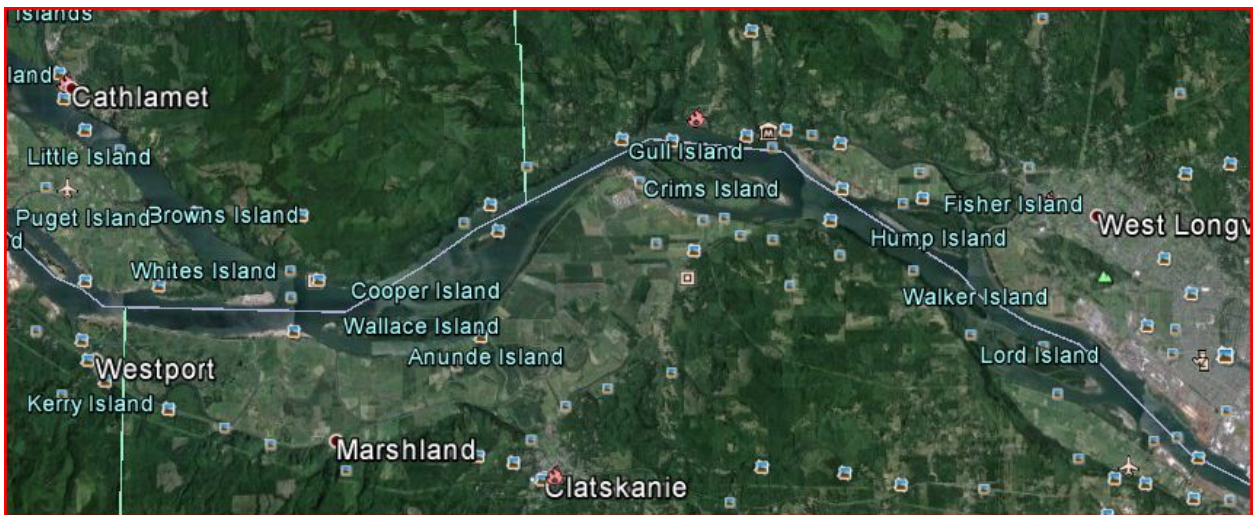 Islands
land
Cathlamet
Little Island
Gull Island
Crims Island
Puget Island
Browns Island
Fisher Island
West Longv
d
Hump Island
Whites Island
Cooper Island
Walker Island
Wallace Island
Anunde Island
Lord Island
Westport
Kerry Island
Marshland
Clatskanie